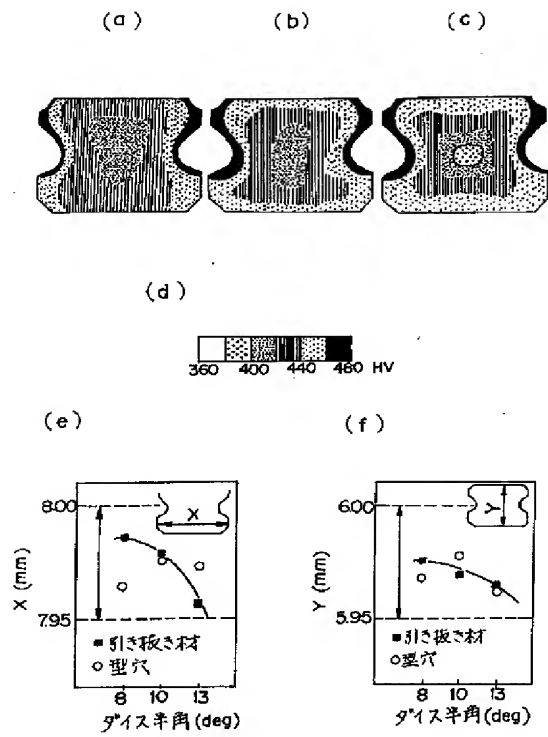 (a) (b) (c)
(d)
360 400 440 480 HV
(e) (f)
8.00
X
X (mm)
7.95
■引き抜き材
○型穴
8 10 13
ダイス半角(deg)
6.00
Y
Y (mm)
5.95
■引き抜き材
○型穴
8 10 13
ダイス半角(deg)